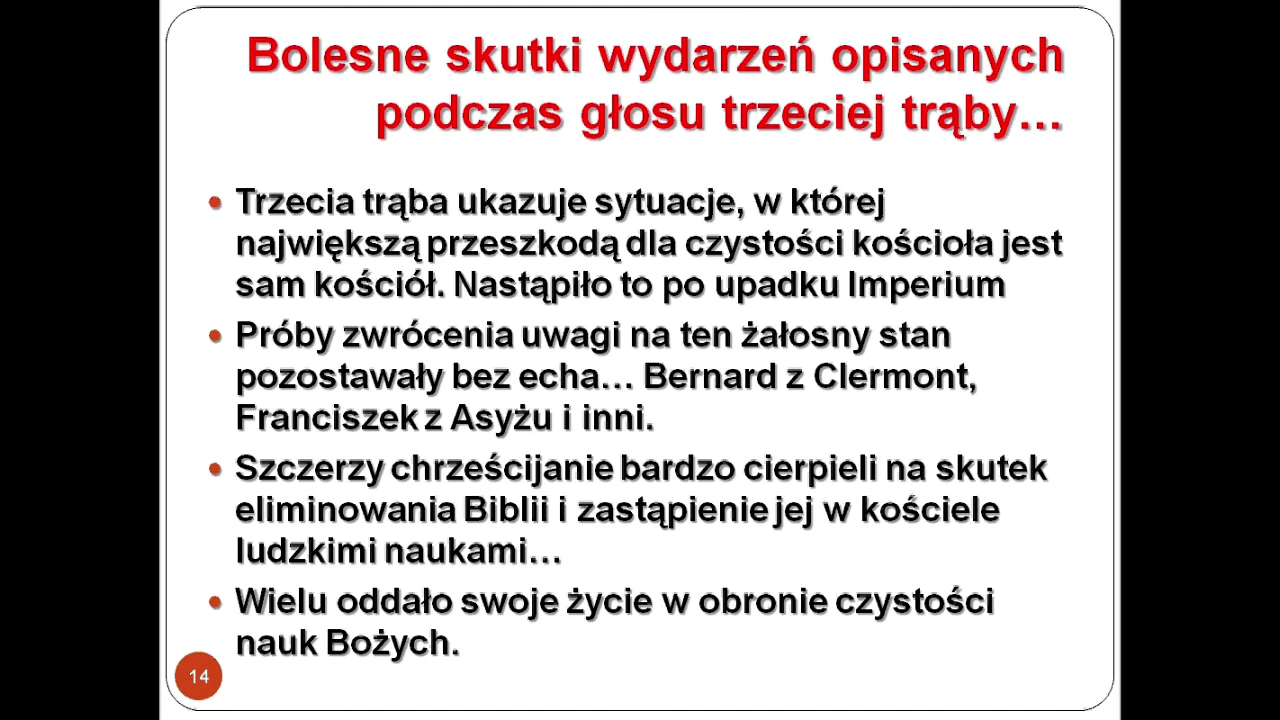 Bolesne skutki wydarzeń opisanych
podczas głosu trzeciej trąby…
• Trzecia trąba ukazuje sytuacje, w której
największą przeszkodą dla czystości kościoła jest
sam kościół. Nastąpiło to po upadku Imperium
• Próby zwrócenia uwagi na ten żałosny stan
pozostawały bez echa… Bernard z Clermont,
Franciszek z Asyżu i inni.
• Szczerzy chrześcijanie bardzo cierpieli na skutek
eliminowania Biblii i zastąpienie jej w kościele
ludzkimi naukami…
• Wielu oddało swoje życie w obronie czystości
nauk Bożych.
14